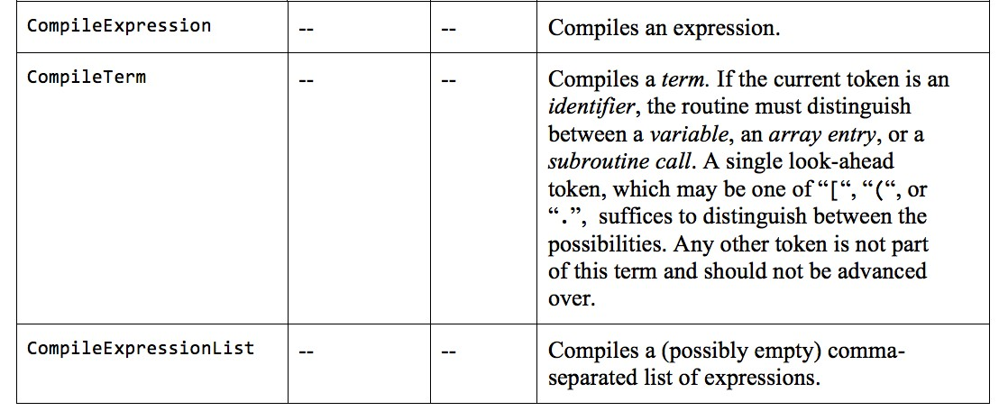 CompileExpression -- -- Compiles an expression.
CompileTerm -- -- Compiles a term. If the current token is an
identifier, the routine must distinguish
between a variable, an array entry, or a
subroutine call. A single look-ahead
token, which may be one of “[“, “(“, or
“.”, suffices to distinguish between the
possibilities. Any other token is not part
of this term and should not be advanced
over.
CompileExpressionList -- -- Compiles a (possibly empty) comma-
separated list of expressions.